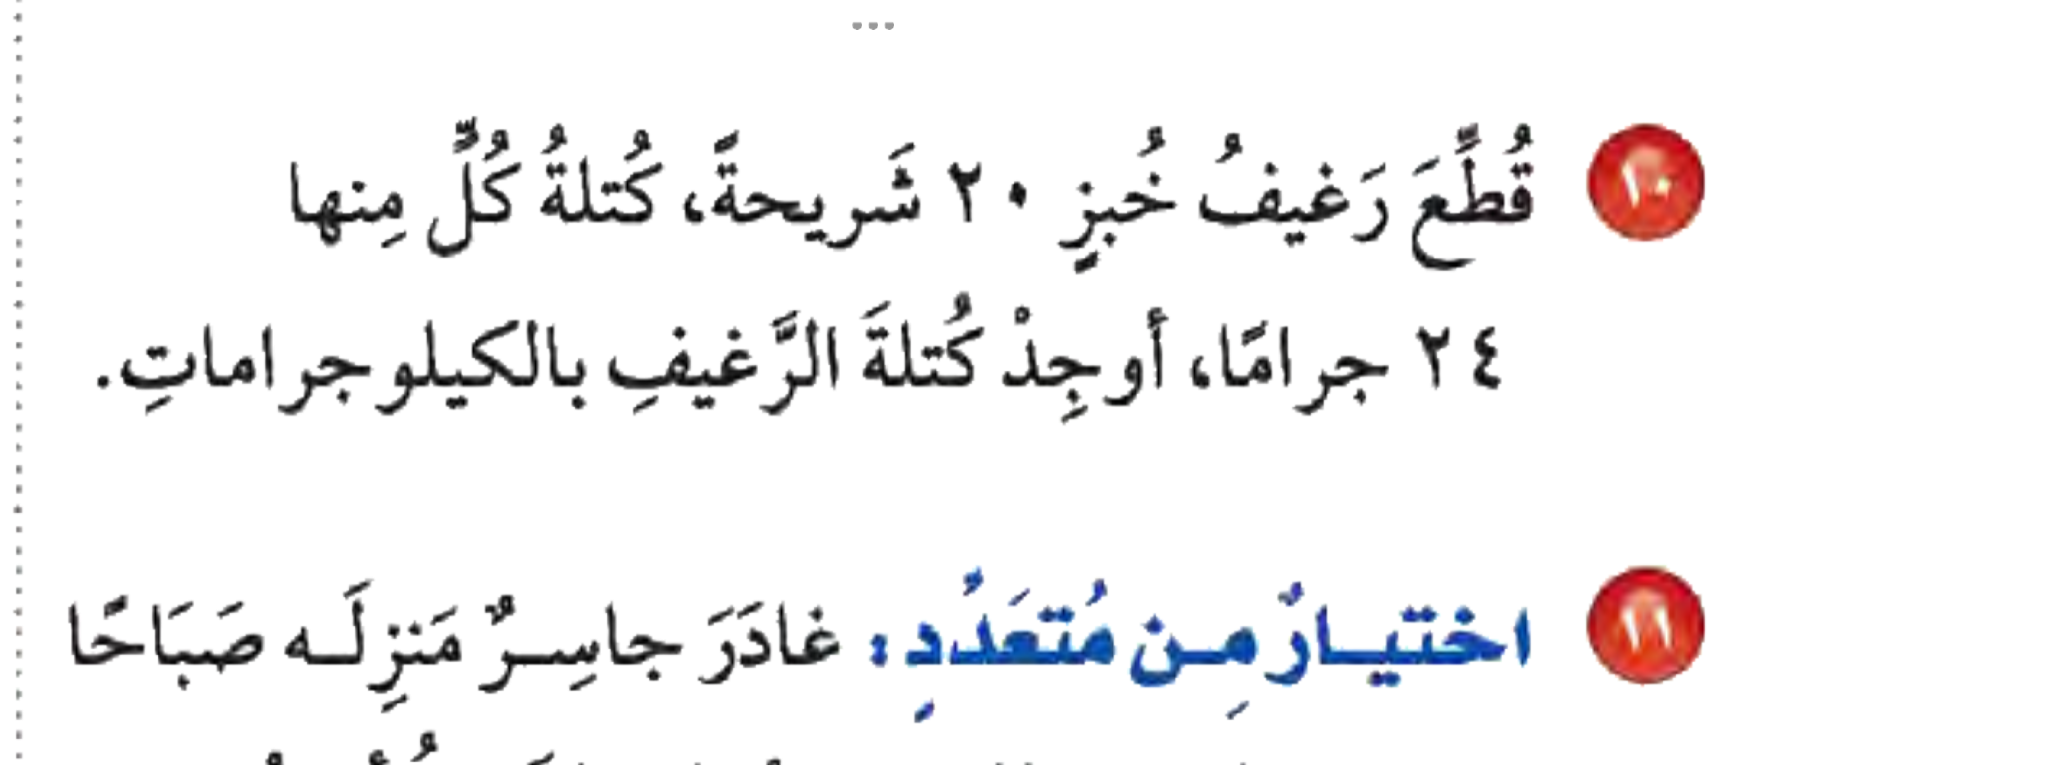 ١٠ قُطِّعَ رَغيفُ خُبزٍ ٢٠ شَريحةً، كُتلةُ كُلٍّ مِنها
٢٤ جرامًا، أوجِدْ كُتلةَ الرَّغيفِ بالكيلوجراماتِ.
١١ اختيارٌ مِن مُتعَدِّدٍ: غادَرَ جاسِرٌ مَنزِلَه صَبَاحًا